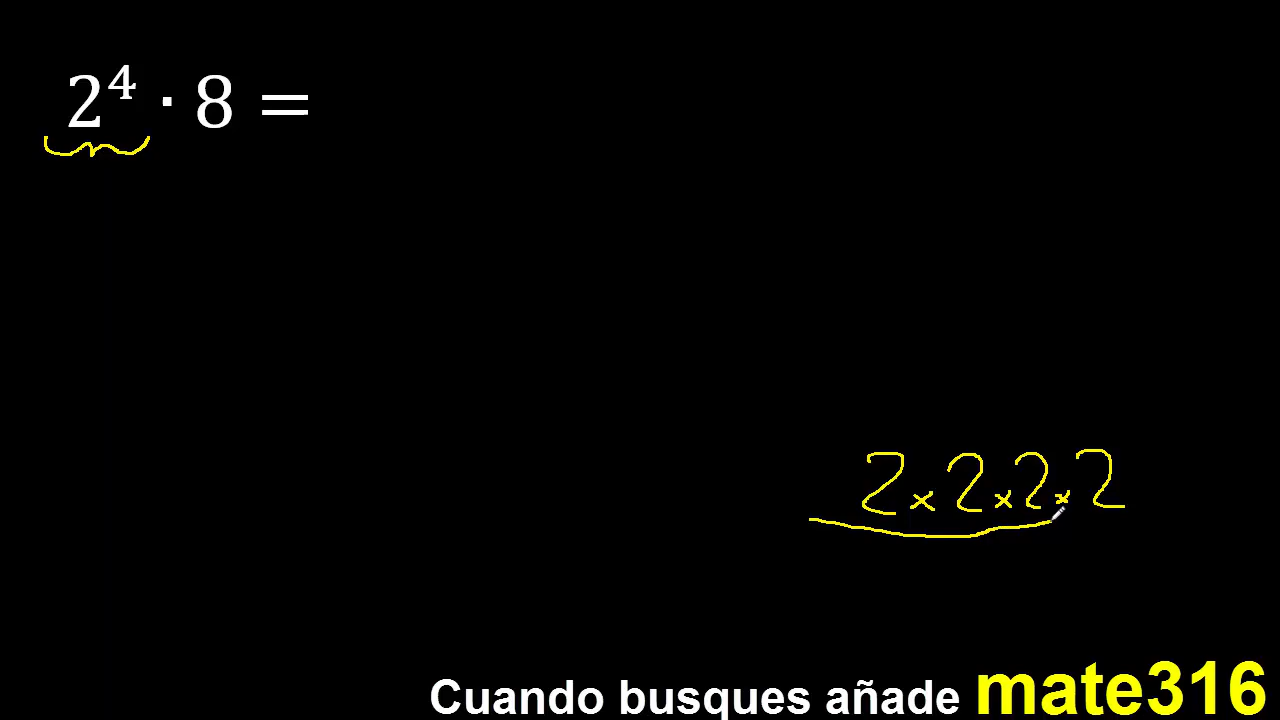 2⁴ · 8 =
2 × 2 × 2 × 2
Cuando busques añade mate316